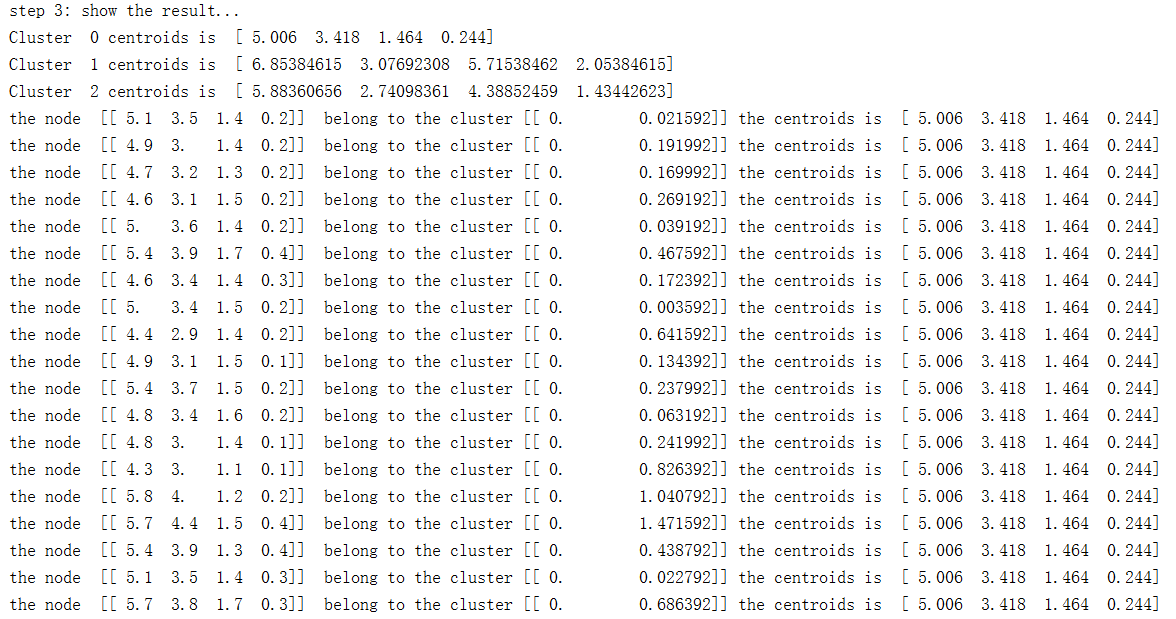 step 3: show the result...
Cluster  0 centroids is  [ 5.006  3.418  1.464  0.244]
Cluster  1 centroids is  [ 6.85384615  3.07692308  5.71538462  2.05384615]
Cluster  2 centroids is  [ 5.88360656  2.74098361  4.38852459  1.43442623]
the node  [[ 5.1  3.5  1.4  0.2]]  belong to the cluster [[ 0.        0.021592]] the centroids is  [ 5.006  3.418  1.464  0.244]
the node  [[ 4.9  3.   1.4  0.2]]  belong to the cluster [[ 0.        0.191992]] the centroids is  [ 5.006  3.418  1.464  0.244]
the node  [[ 4.7  3.2  1.3  0.2]]  belong to the cluster [[ 0.        0.169992]] the centroids is  [ 5.006  3.418  1.464  0.244]
the node  [[ 4.6  3.1  1.5  0.2]]  belong to the cluster [[ 0.        0.269192]] the centroids is  [ 5.006  3.418  1.464  0.244]
the node  [[ 5.   3.6  1.4  0.2]]  belong to the cluster [[ 0.        0.039192]] the centroids is  [ 5.006  3.418  1.464  0.244]
the node  [[ 5.4  3.9  1.7  0.4]]  belong to the cluster [[ 0.        0.467592]] the centroids is  [ 5.006  3.418  1.464  0.244]
the node  [[ 4.6  3.4  1.4  0.3]]  belong to the cluster [[ 0.        0.172392]] the centroids is  [ 5.006  3.418  1.464  0.244]
the node  [[ 5.   3.4  1.5  0.2]]  belong to the cluster [[ 0.        0.003592]] the centroids is  [ 5.006  3.418  1.464  0.244]
the node  [[ 4.4  2.9  1.4  0.2]]  belong to the cluster [[ 0.        0.641592]] the centroids is  [ 5.006  3.418  1.464  0.244]
the node  [[ 4.9  3.1  1.5  0.1]]  belong to the cluster [[ 0.        0.134392]] the centroids is  [ 5.006  3.418  1.464  0.244]
the node  [[ 5.4  3.7  1.5  0.2]]  belong to the cluster [[ 0.        0.237992]] the centroids is  [ 5.006  3.418  1.464  0.244]
the node  [[ 4.8  3.4  1.6  0.2]]  belong to the cluster [[ 0.        0.063192]] the centroids is  [ 5.006  3.418  1.464  0.244]
the node  [[ 4.8  3.   1.4  0.1]]  belong to the cluster [[ 0.        0.241992]] the centroids is  [ 5.006  3.418  1.464  0.244]
the node  [[ 4.3  3.   1.1  0.1]]  belong to the cluster [[ 0.        0.826392]] the centroids is  [ 5.006  3.418  1.464  0.244]
the node  [[ 5.8  4.   1.2  0.2]]  belong to the cluster [[ 0.        1.040792]] the centroids is  [ 5.006  3.418  1.464  0.244]
the node  [[ 5.7  4.4  1.5  0.4]]  belong to the cluster [[ 0.        1.471592]] the centroids is  [ 5.006  3.418  1.464  0.244]
the node  [[ 5.4  3.9  1.3  0.4]]  belong to the cluster [[ 0.        0.438792]] the centroids is  [ 5.006  3.418  1.464  0.244]
the node  [[ 5.1  3.5  1.4  0.3]]  belong to the cluster [[ 0.        0.022792]] the centroids is  [ 5.006  3.418  1.464  0.244]
the node  [[ 5.7  3.8  1.7  0.3]]  belong to the cluster [[ 0.        0.686392]] the centroids is  [ 5.006  3.418  1.464  0.244]